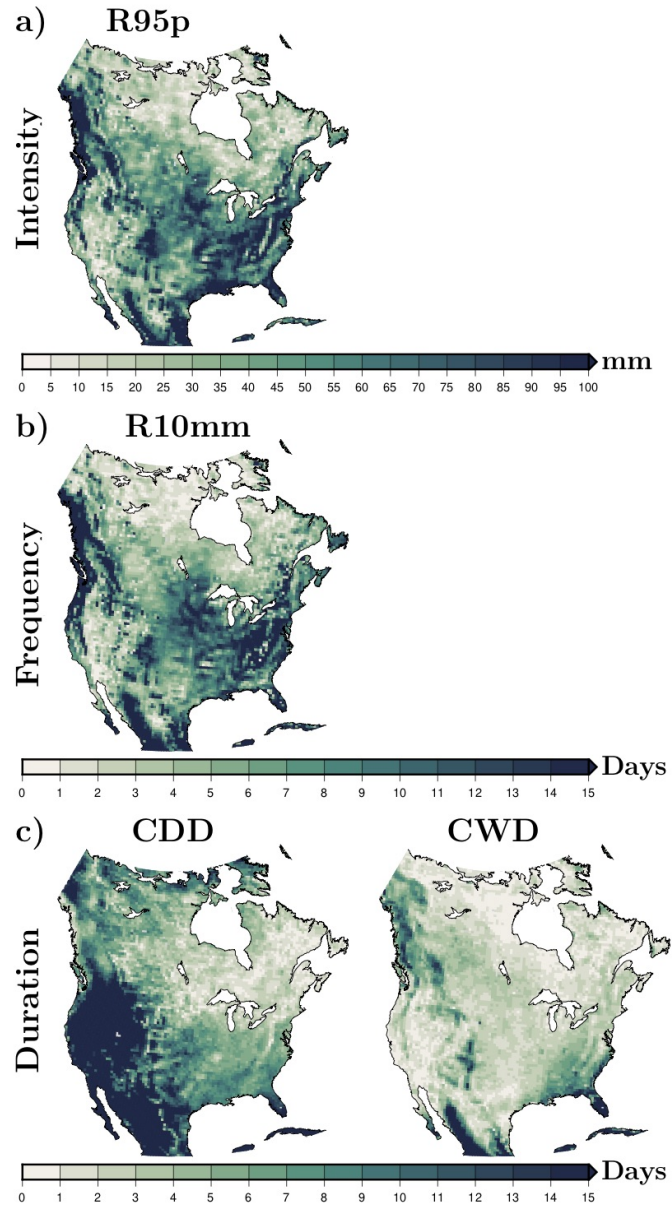 a) R95p
Intensity
mm
0 5 10 15 20 25 30 35 40 45 50 55 60 65 70 75 80 85 90 95 100
b) R10mm
Frequency
Days
0 1 2 3 4 5 6 7 8 9 10 11 12 13 14 15
c) CDD CWD
Duration
Days
0 1 2 3 4 5 6 7 8 9 10 11 12 13 14 15